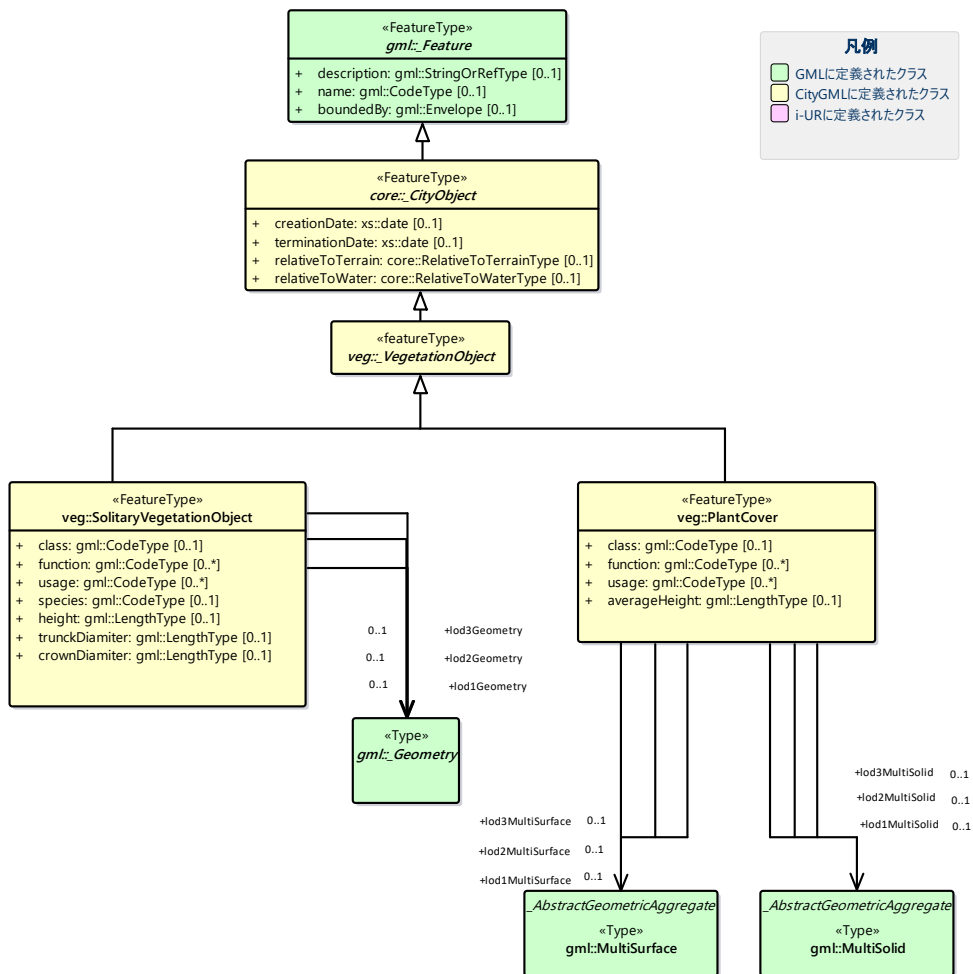 «FeatureType»
gml::_Feature
+ description: gml::StringOrRefType [0..1]
+ name: gml::CodeType [0..1]
+ boundedBy: gml::Envelope [0..1]
凡例
GMLに定義されたクラス
CityGMLに定義されたクラス
i-URに定義されたクラス
«FeatureType»
core::_CityObject
+ creationDate: xs::date [0..1]
+ terminationDate: xs::date [0..1]
+ relativeToTerrain: core::RelativeToTerrainType [0..1]
+ relativeToWater: core::RelativeToWaterType [0..1]
«featureType»
veg::_VegetationObject
«FeatureType»
veg::SolitaryVegetationObject
+ class: gml::CodeType [0..1]
+ function: gml::CodeType [0..*]
+ usage: gml::CodeType [0..*]
+ species: gml::CodeType [0..1]
+ height: gml::LengthType [0..1]
+ trunckDiamiter: gml::LengthType [0..1]
+ crownDiamiter: gml::LengthType [0..1]
«FeatureType»
veg::PlantCover
+ class: gml::CodeType [0..1]
+ function: gml::CodeType [0..*]
+ usage: gml::CodeType [0..*]
+ averageHeight: gml::LengthType [0..1]
0..1 +lod3Geometry
0..1 +lod2Geometry
0..1 +lod1Geometry
«Type»
gml::_Geometry
+lod3MultiSurface 0..1
+lod2MultiSurface 0..1
+lod1MultiSurface 0..1
+lod3MultiSolid 0..1
+lod2MultiSolid 0..1
+lod1MultiSolid 0..1
_AbstractGeometricAggregate
«Type»
gml::MultiSurface
_AbstractGeometricAggregate
«Type»
gml::MultiSolid